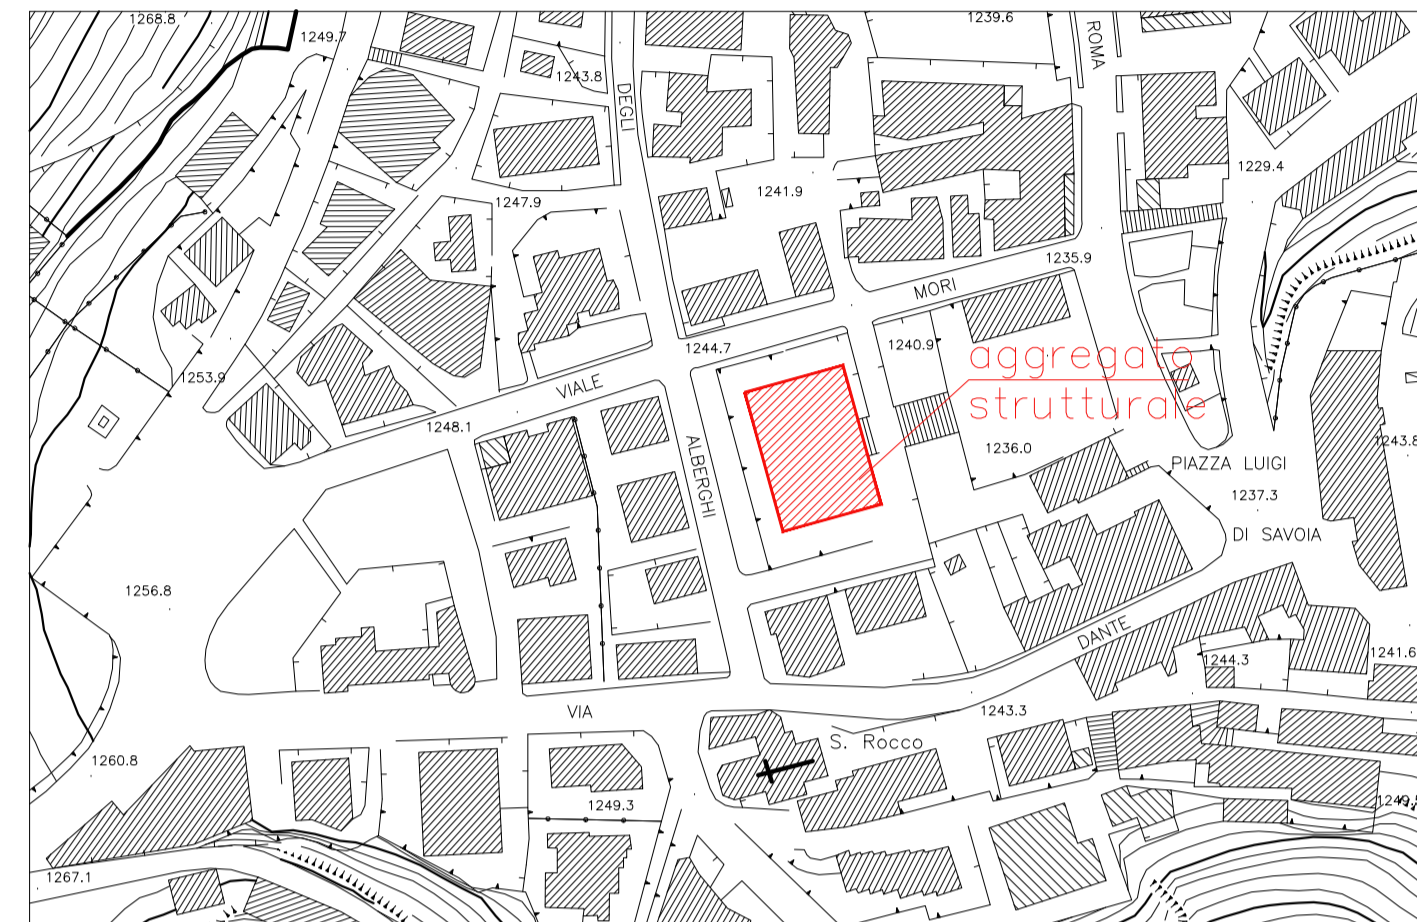 1268.8
1239.6
1249.7
ROMA
1243.8
DEGLI
1229.4
1241.9
1247.9
1235.9
MORI
1240.9
1244.7
aggregato
strutturale
1253.9
VIALE
1248.1
ALBERGHI
1236.0
1243.8
PIAZZA LUIGI
1237.3
DI SAVOIA
1256.8
DANTE
1244.3
1241.6
VIA
1243.3
S. Rocco
1260.8
1249.3
1267.1